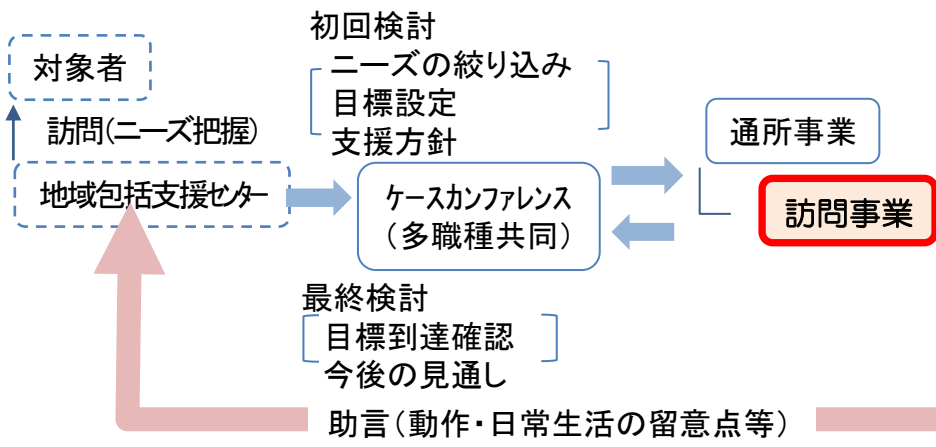 初回検討
ニーズの絞り込み
目標設定
支援方針
対象者
訪問(ニーズ把握)
地域包括支援センター
ケースカンファレンス
(多職種共同)
通所事業
訪問事業
最終検討
目標到達確認
今後の見通し
助言(動作・日常生活の留意点等)